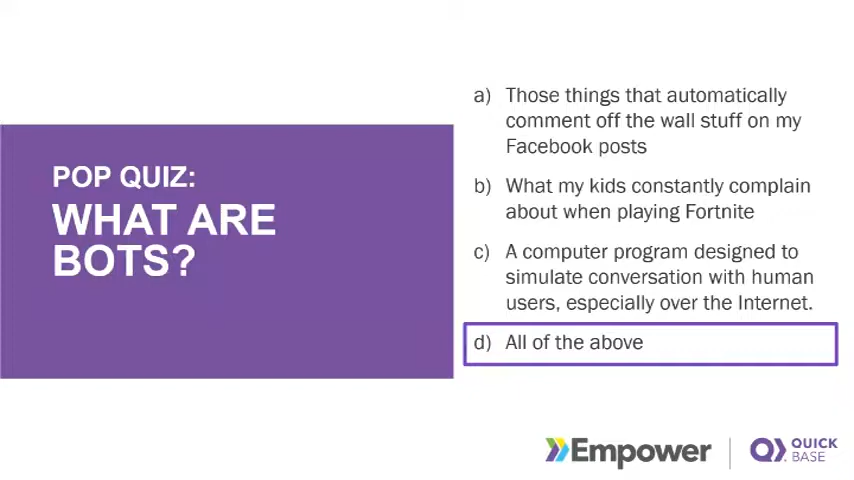 POP QUIZ:
WHAT ARE
BOTS?
a) Those things that automatically
comment off the wall stuff on my
Facebook posts
b) What my kids constantly complain
about when playing Fortnite
c) A computer program designed to
simulate conversation with human
users, especially over the Internet.
d) All of the above
Empower
QUICK
BASE